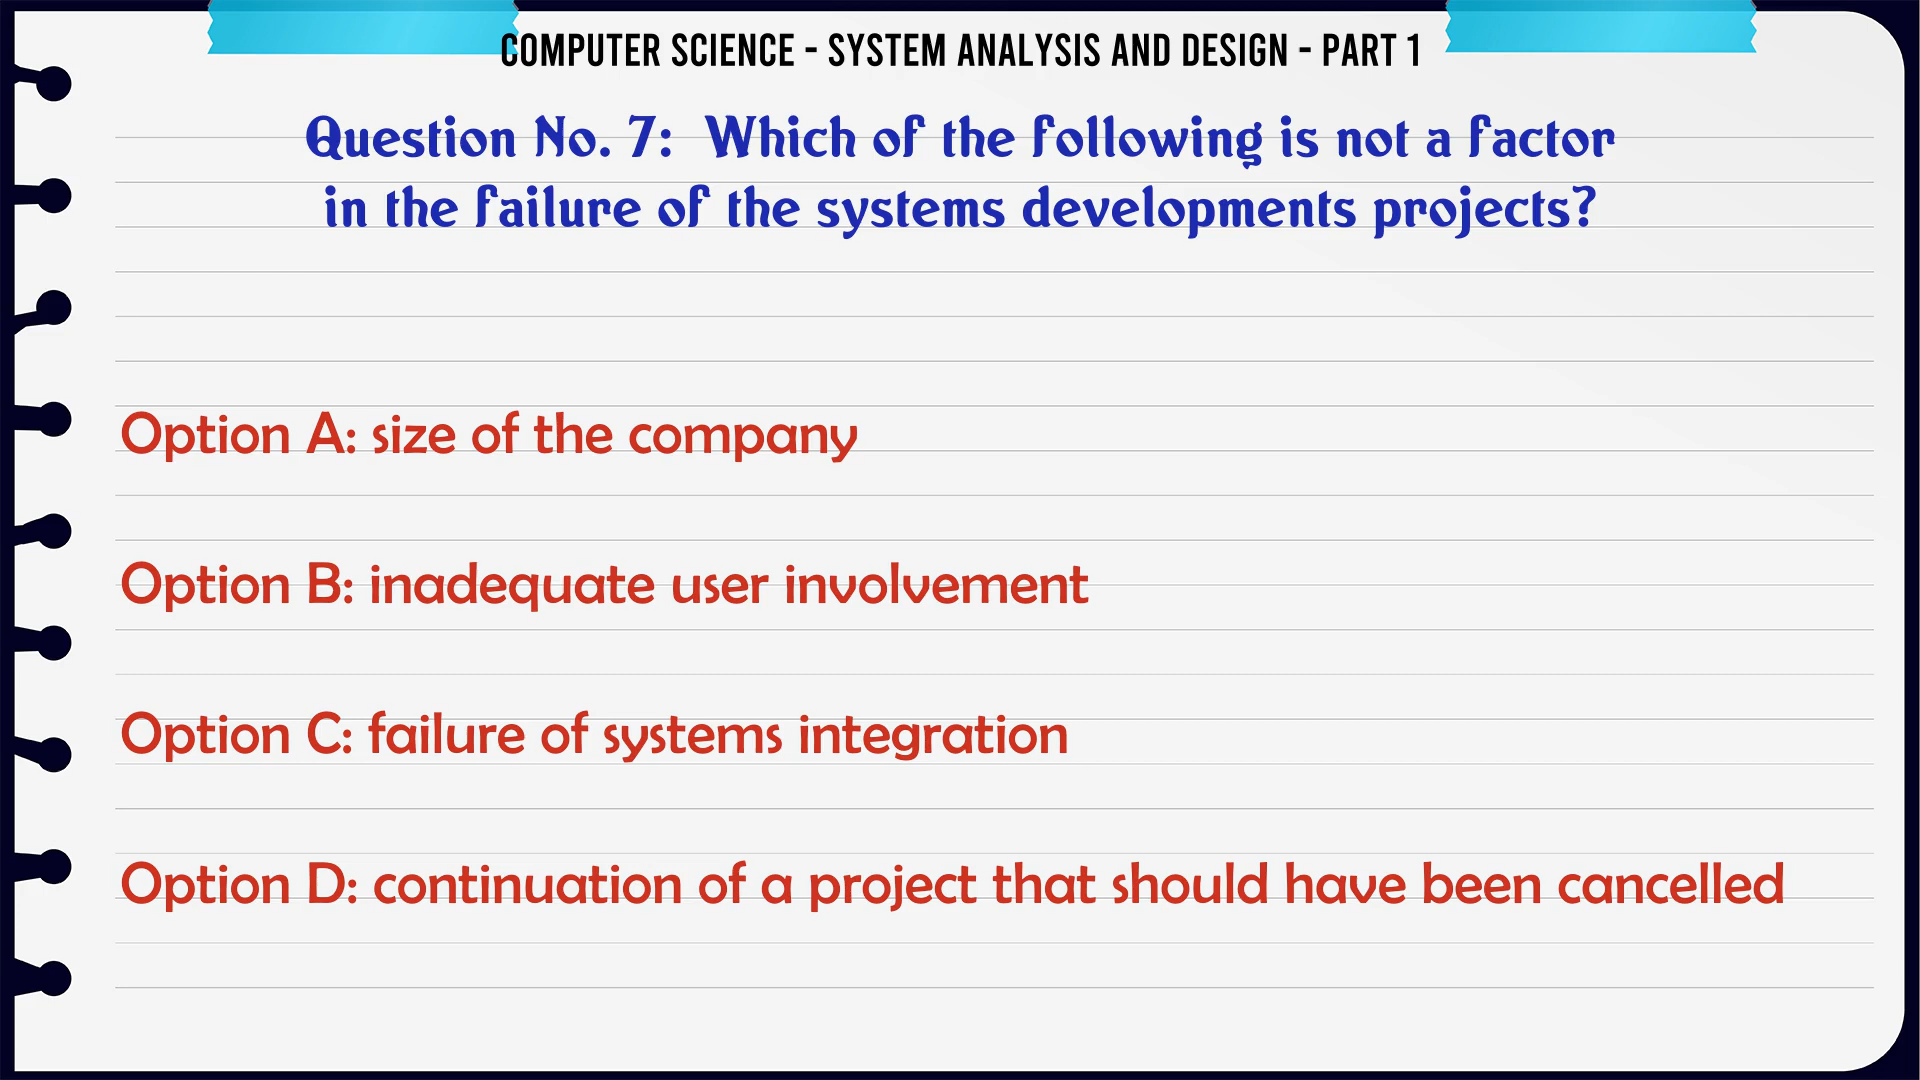 COMPUTER SCIENCE - SYSTEM ANALYSIS AND DESIGN - PART 1
Question No. 7: Which of the following is not a factor
in the failure of the systems developments projects?
Option A: size of the company
Option B: inadequate user involvement
Option C: failure of systems integration
Option D: continuation of a project that should have been cancelled